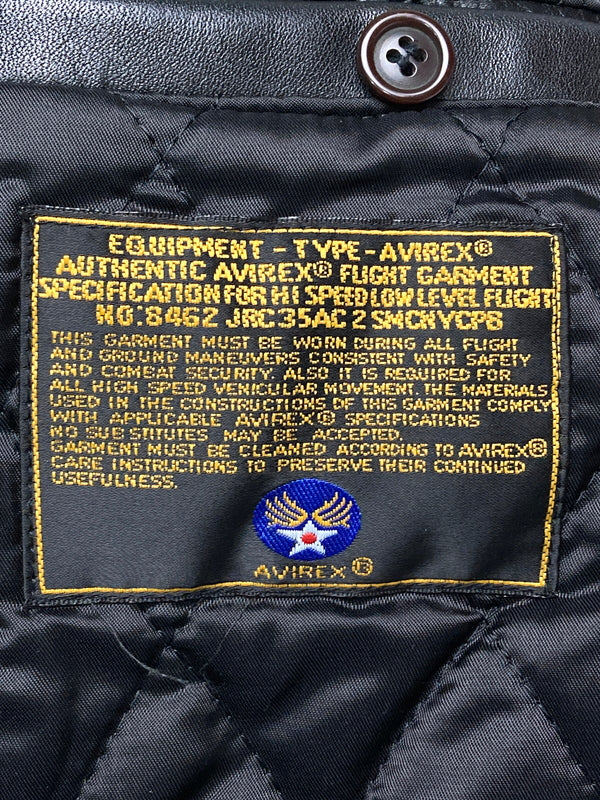 EQUIPMENT - TYPE - AVIREX®
AUTHENTIC AVIREX® FLIGHT GARMENT
SPECIFICATION FOR HI SPEED LOW LEVEL FLIGHT
NO:8462 JRC35AC2 SMCNYCPB
THIS GARMENT MUST BE WORN DURING ALL FLIGHT
AND GROUND MANEUVERS CONSISTENT WITH SAFETY
AND COMBAT SECURITY. ALSO IT IS REQUIRED FOR
ALL HIGH SPEED VENICULAR MOVEMENT. THE MATERIALS
USED IN THE CONSTRUCTIONS OF THIS GARMENT COMPLY
WITH APPLICABLE AVIREX® SPECIFICATIONS
NO SUBSTITUTES MAY BE ACCEPTED.
GARMENT MUST BE CLEANED ACCORDING TO AVIREX®
CARE INSTRUCTIONS TO PRESERVE THEIR CONTINUED
USEFULNESS.
AVIREX®